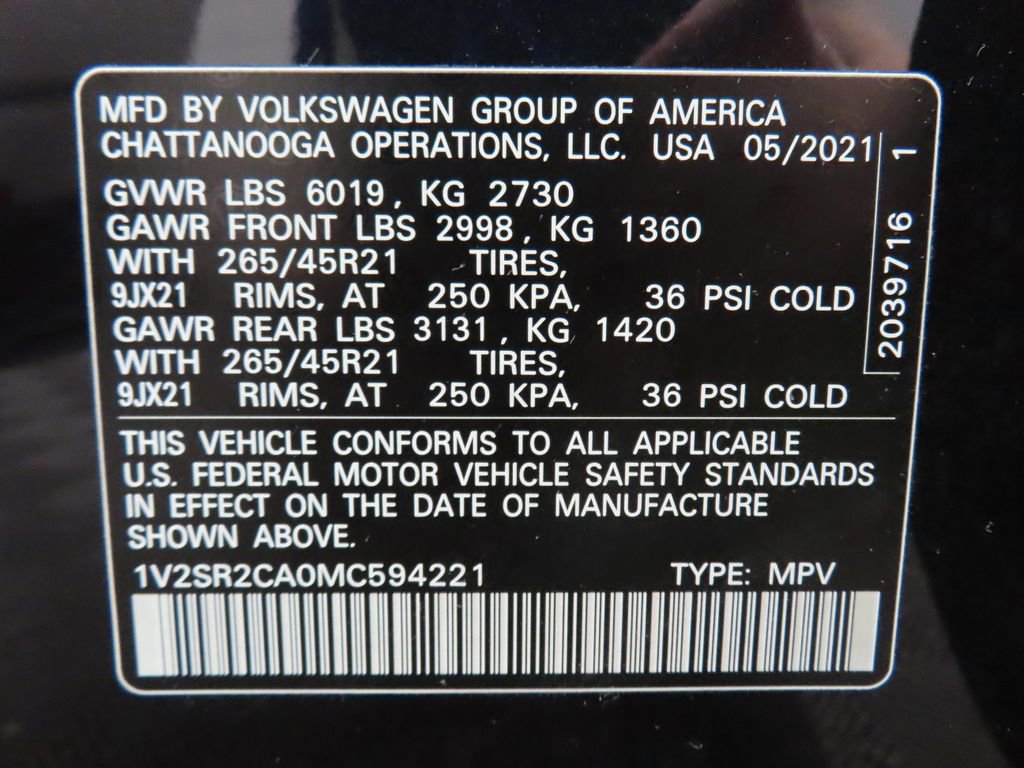 MFD BY VOLKSWAGEN GROUP OF AMERICA
CHATTANOOGA OPERATIONS, LLC. USA 05/2021
GVWR LBS 6019, KG 2730
GAWR FRONT LBS 2998, KG 1360
WITH 265/45R21 TIRES,
9JX21 RIMS, AT 250 KPA, 36 PSI COLD
GAWR REAR LBS 3131, KG 1420
WITH 265/45R21 TIRES,
9JX21 RIMS, AT 250 KPA, 36 PSI COLD
2039716 1
THIS VEHICLE CONFORMS TO ALL APPLICABLE
U.S. FEDERAL MOTOR VEHICLE SAFETY STANDARDS
IN EFFECT ON THE DATE OF MANUFACTURE
SHOWN ABOVE.
1V2SR2CA0MC594221 TYPE: MPV